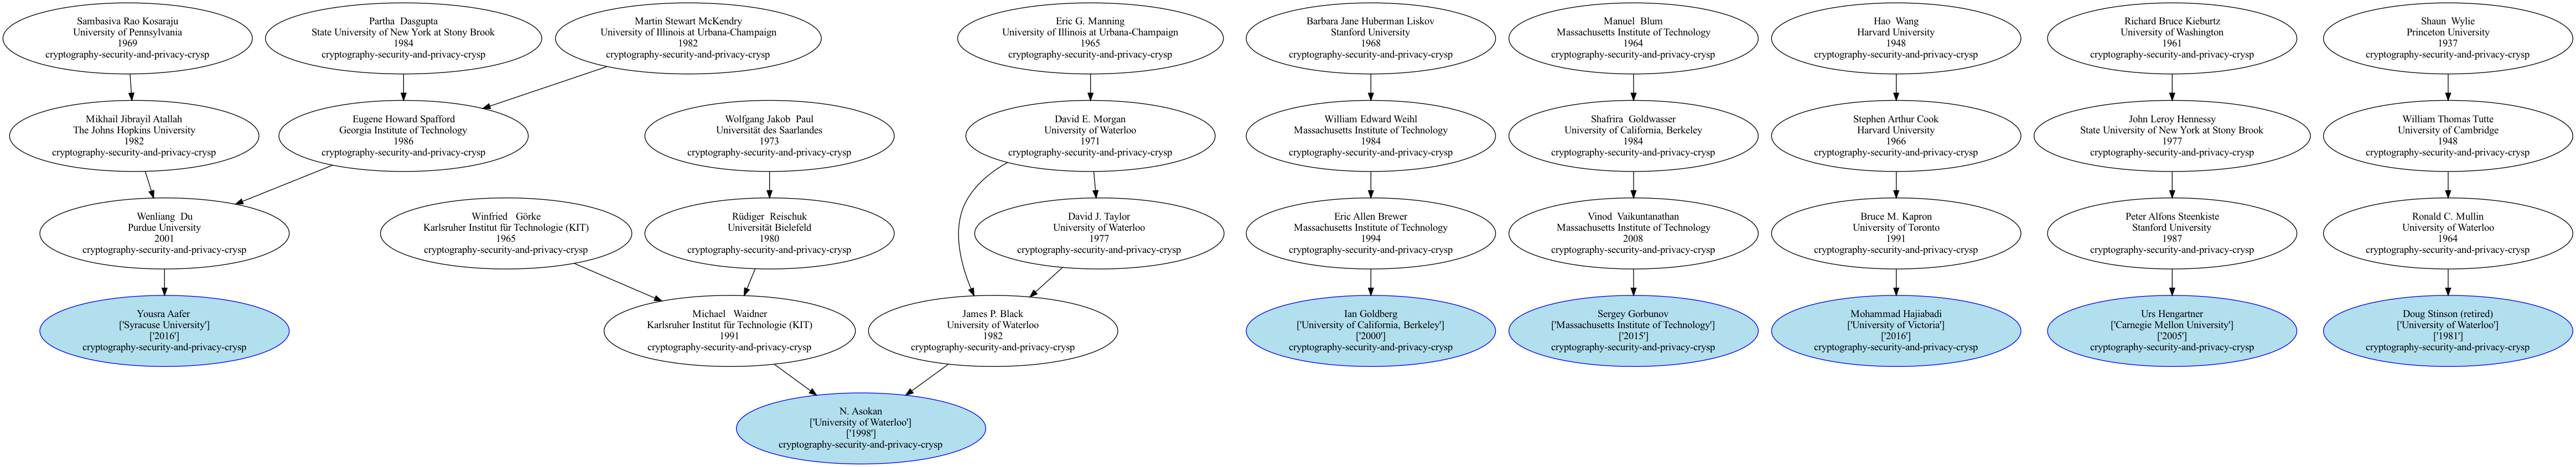 Sambasiva Rao Kosaraju
University of Pennsylvania
1969
cryptography-security-and-privacy-crysp
Partha  Dasgupta
State University of New York at Stony Brook
1984
cryptography-security-and-privacy-crysp
Martin Stewart McKendry
University of Illinois at Urbana-Champaign
1982
cryptography-security-and-privacy-crysp
Eric G. Manning
University of Illinois at Urbana-Champaign
1965
cryptography-security-and-privacy-crysp
Barbara Jane Huberman Liskov
Stanford University
1968
cryptography-security-and-privacy-crysp
Manuel  Blum
Massachusetts Institute of Technology
1964
cryptography-security-and-privacy-crysp
Hao  Wang
Harvard University
1948
cryptography-security-and-privacy-crysp
Richard Bruce Kieburtz
University of Washington
1961
cryptography-security-and-privacy-crysp
Shaun  Wylie
Princeton University
1937
cryptography-security-and-privacy-crysp
Mikhail Jibrayil Atallah
The Johns Hopkins University
1982
cryptography-security-and-privacy-crysp
Eugene Howard Spafford
Georgia Institute of Technology
1986
cryptography-security-and-privacy-crysp
Wolfgang Jakob  Paul
Universität des Saarlandes
1973
cryptography-security-and-privacy-crysp
David E. Morgan
University of Waterloo
1971
cryptography-security-and-privacy-crysp
William Edward Weihl
Massachusetts Institute of Technology
1984
cryptography-security-and-privacy-crysp
Shafrira  Goldwasser
University of California, Berkeley
1984
cryptography-security-and-privacy-crysp
Stephen Arthur Cook
Harvard University
1966
cryptography-security-and-privacy-crysp
John Leroy Hennessy
State University of New York at Stony Brook
1977
cryptography-security-and-privacy-crysp
William Thomas Tutte
University of Cambridge
1948
cryptography-security-and-privacy-crysp
Wenliang  Du
Purdue University
2001
cryptography-security-and-privacy-crysp
Winfried   Görke
Karlsruher Institut für Technologie (KIT)
1965
cryptography-security-and-privacy-crysp
Rüdiger  Reischuk
Universität Bielefeld
1980
cryptography-security-and-privacy-crysp
David J. Taylor
University of Waterloo
1977
cryptography-security-and-privacy-crysp
Eric Allen Brewer
Massachusetts Institute of Technology
1994
cryptography-security-and-privacy-crysp
Vinod  Vaikuntanathan
Massachusetts Institute of Technology
2008
cryptography-security-and-privacy-crysp
Bruce M. Kapron
University of Toronto
1991
cryptography-security-and-privacy-crysp
Peter Alfons Steenkiste
Stanford University
1987
cryptography-security-and-privacy-crysp
Ronald C. Mullin
University of Waterloo
1964
cryptography-security-and-privacy-crysp
Yousra Aafer
['Syracuse University']
['2016']
cryptography-security-and-privacy-crysp
Michael   Waidner
Karlsruher Institut für Technologie (KIT)
1991
cryptography-security-and-privacy-crysp
James P. Black
University of Waterloo
1982
cryptography-security-and-privacy-crysp
Ian Goldberg
['University of California, Berkeley']
['2000']
cryptography-security-and-privacy-crysp
Sergey Gorbunov
['Massachusetts Institute of Technology']
['2015']
cryptography-security-and-privacy-crysp
Mohammad Hajiabadi
['University of Victoria']
['2016']
cryptography-security-and-privacy-crysp
Urs Hengartner
['Carnegie Mellon University']
['2005']
cryptography-security-and-privacy-crysp
Doug Stinson (retired)
['University of Waterloo']
['1981']
cryptography-security-and-privacy-crysp
N. Asokan
['University of Waterloo']
['1998']
cryptography-security-and-privacy-crysp